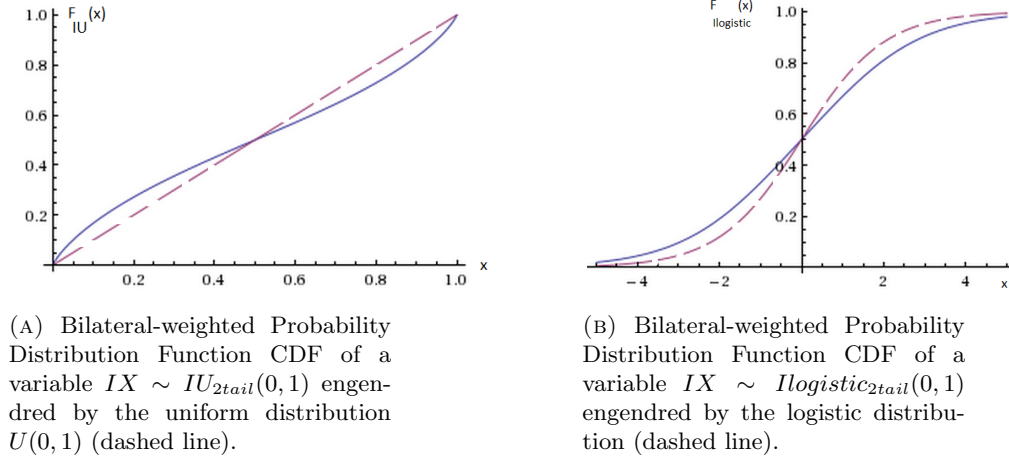 F (x)
IU
1.0
0.8
0.6
0.4
0.2
0.2 0.4 0.6 0.8 1.0 x
F (x)
Ilogistic
1.0
0.8
0.6
0.4
0.2
−4 −2 2 4 x
(A) Bilateral-weighted Probability
Distribution Function CDF of a
variable IX ∼ IU2tail(0, 1) engen-
dred by the uniform distribution
U(0, 1) (dashed line).
(B) Bilateral-weighted Probability
Distribution Function CDF of a
variable IX ∼ Ilogistic2tail(0, 1)
engendred by the logistic distribu-
tion (dashed line).